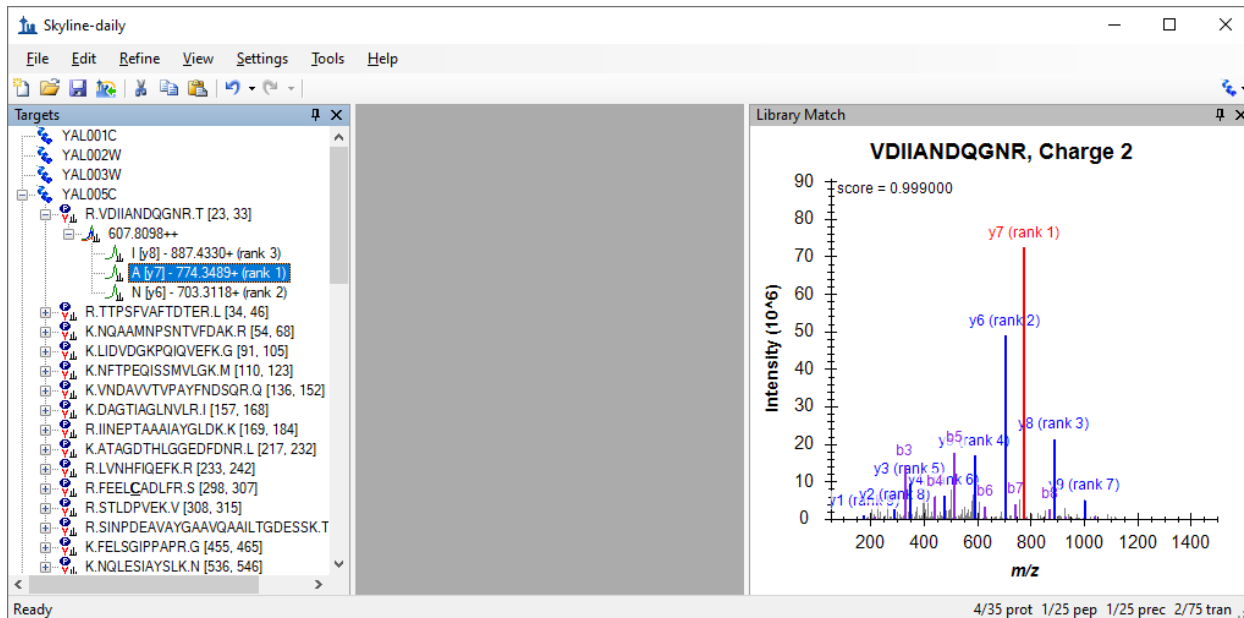 Skyline-daily
File Edit Refine View Settings Tools Help
Targets
YAL001C
YAL002W
YAL003W
YAL005C
R.VDIIANDQGNR.T [23, 33]
607.8098++
I [y8] - 887.4330+ (rank 3)
A [y7] - 774.3489+ (rank 1)
N [y6] - 703.3118+ (rank 2)
R.TTPSFVAFTDTER.L [34, 46]
K.NQAAMNPSNTVFDAK.R [54, 68]
K.LIDVDGKPQIQVEFK.G [91, 105]
K.NFTPEQISSMVLGK.M [110, 123]
K.VNDAVVTVPAYFNDSQR.Q [136, 152]
K.DAGTIAGLNVLR.I [157, 168]
R.IINEPTAAAIAYGLDK.K [169, 184]
K.ATAGDTHLGGEDFDNR.L [217, 232]
R.LVNHFIQEFK.R [233, 242]
R.FEELCADLFR.S [298, 307]
R.STLDPVEK.V [308, 315]
R.SINPDEAVAYGAAVQAAILTGDESSK.T
K.FELSGIPPAPR.G [455, 465]
K.NQLESIAYSLK.N [536, 546]
Library Match
VDIIANDQGNR, Charge 2
score = 0.999000
90
80
70
60
50
40
30
20
10
0
Intensity (10^6)
y7 (rank 1)
y6 (rank 2)
y8 (rank 3)
b5
rank 4)
b3
y3 (rank 5)
b4
rank 6)
y2 (rank 8)
b6
b7
b8
(rank 7)
y1
200 400 600 800 1000 1200 1400
m/z
Ready
4/35 prot 1/25 pep 1/25 prec 2/75 tran